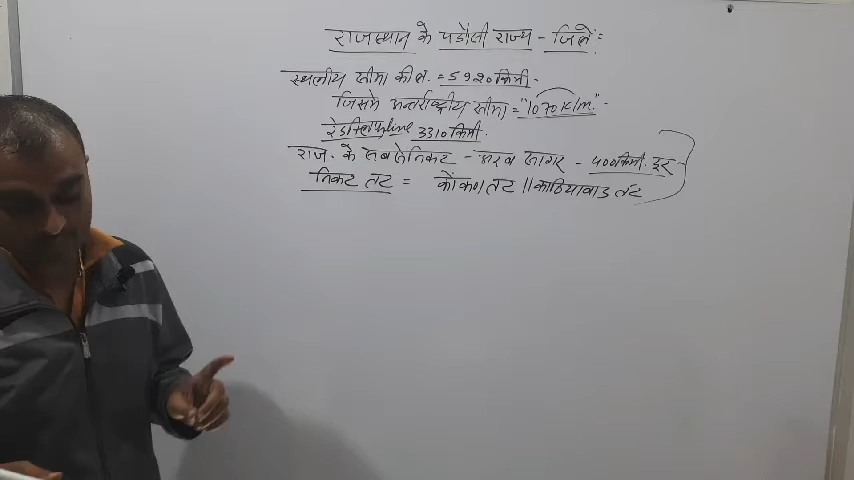 राजस्थान के पडौसी राज्य - जिले:
स्थलीय सीमा की ल. = 5920 किमी -
जिसमे अन्तर्राष्ट्रीय सीमा = "1070 K/m." -
रेडक्लिफ line 3310 किमी.
राज. के सबसे निकट - अरब सागर - 400 किमी. दूर
निकट तट = कोंकण तट || काठियावाड तट